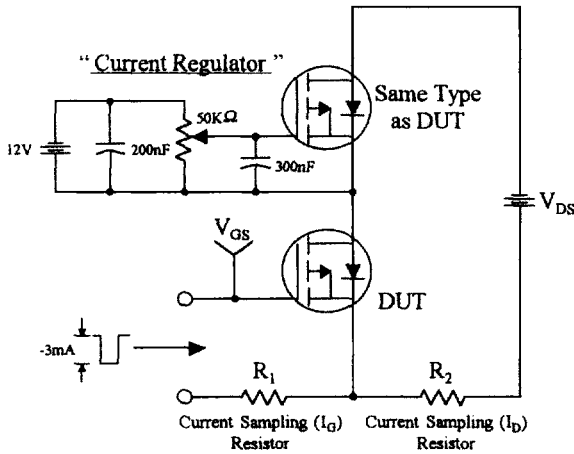 “ Current Regulator ”
12V
200nF
50KΩ
300nF
Same Type
as DUT
V_DS
V_GS
DUT
-3mA
R_1
R_2
Current Sampling (I_G)
Resistor
Current Sampling (I_D)
Resistor